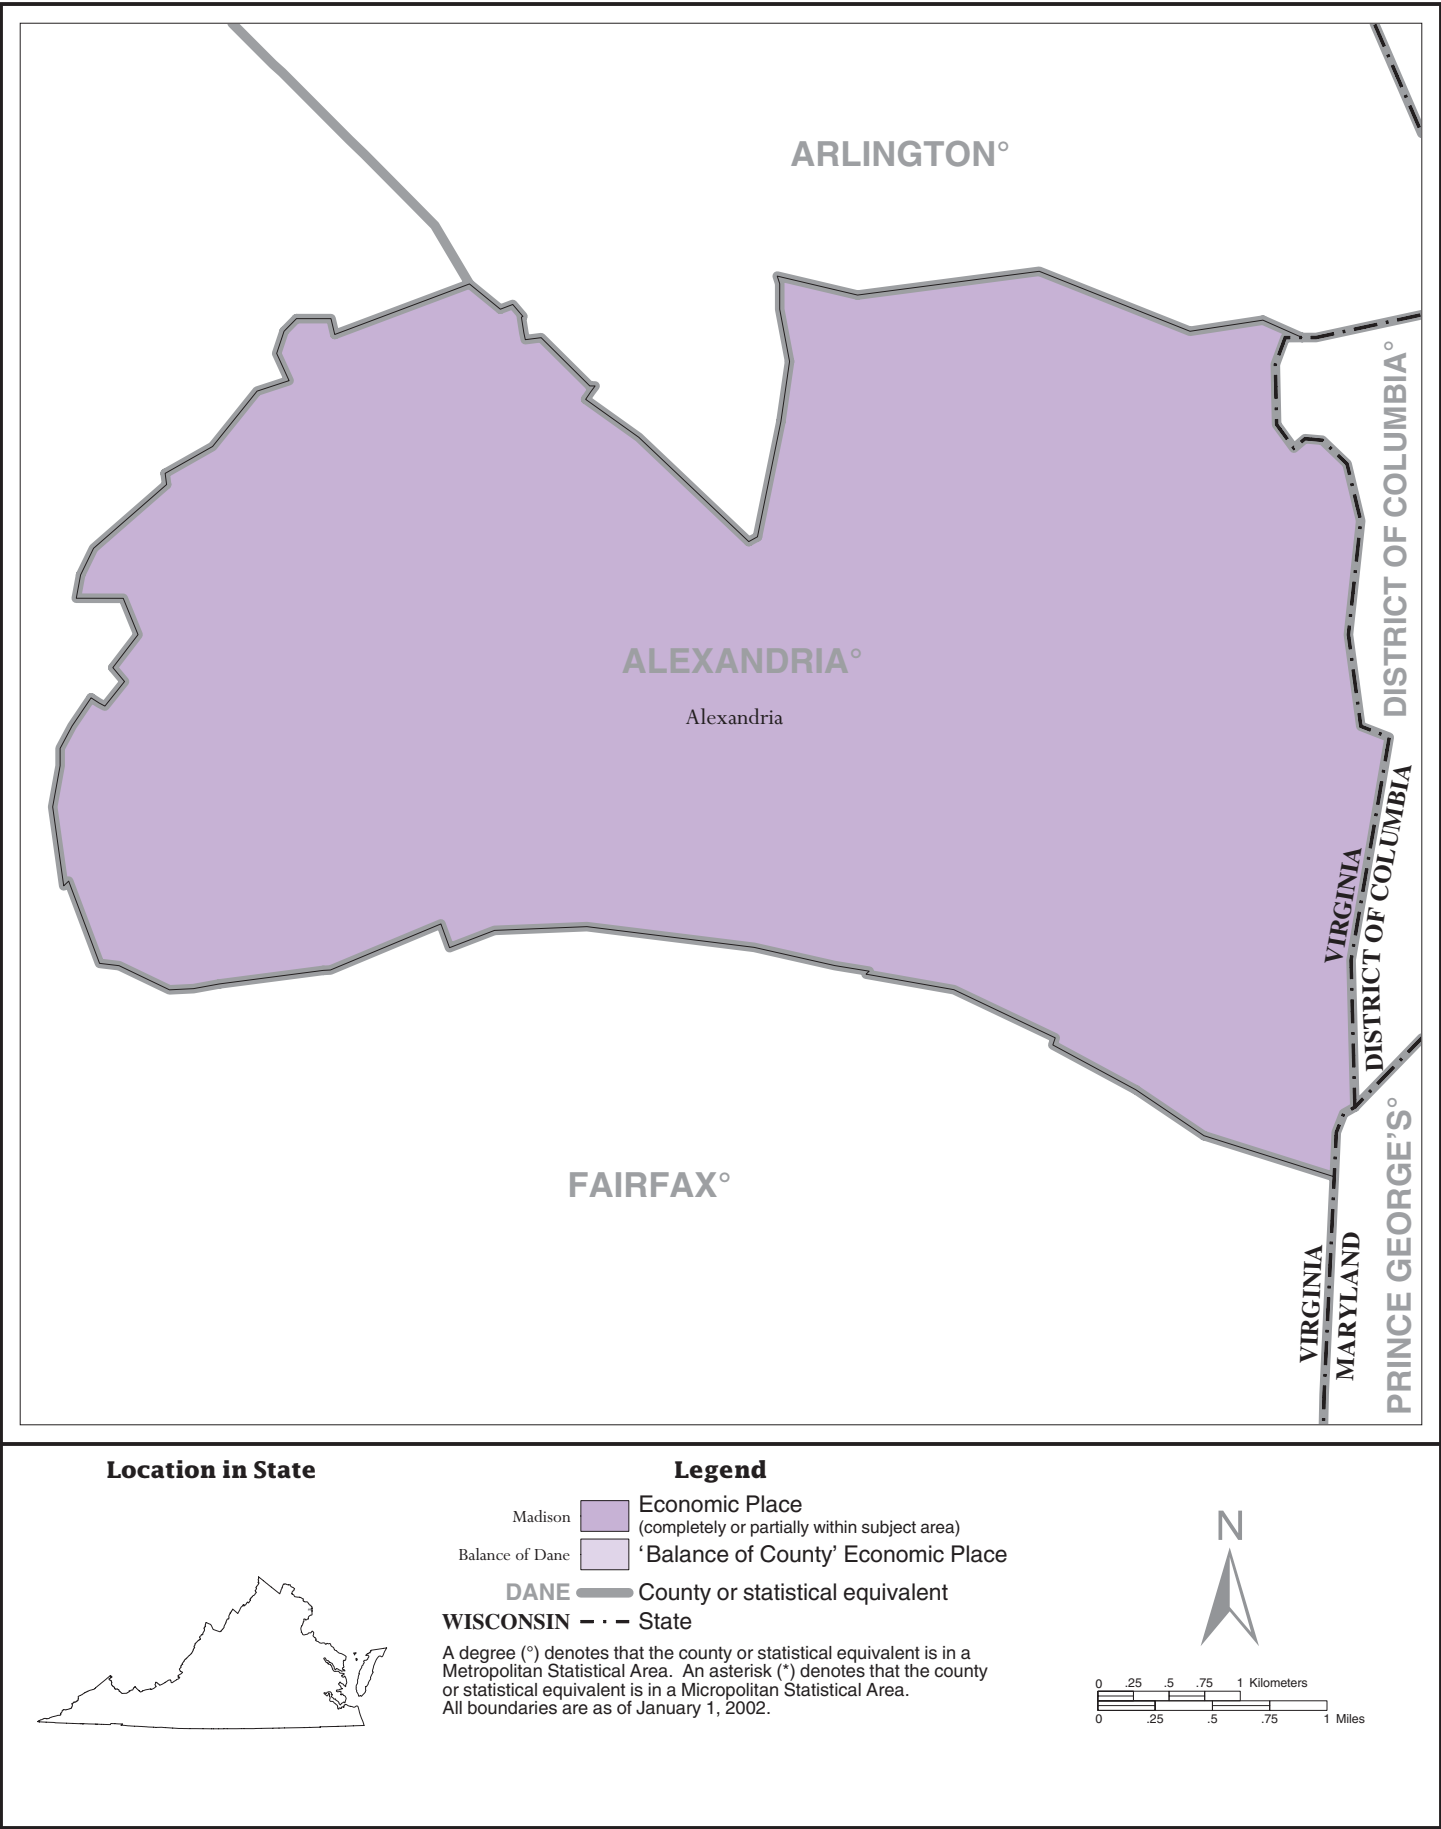 ARLINGTON°
DISTRICT OF COLUMBIA°
ALEXANDRIA°
Alexandria
VIRGINIA
DISTRICT OF COLUMBIA
FAIRFAX°
PRINCE GEORGE'S°
VIRGINIA
MARYLAND
Location in State
Legend
Madison
Economic Place
(completely or partially within subject area)
Balance of Dane
‘Balance of County’ Economic Place
DANE County or statistical equivalent
WISCONSIN State
A degree (°) denotes that the county or statistical equivalent is in a
Metropolitan Statistical Area. An asterisk (*) denotes that the county
or statistical equivalent is in a Micropolitan Statistical Area.
All boundaries are as of January 1, 2002.
N
0 .25 .5 .75 1 Kilometers
0 .25 .5 .75 1 Miles